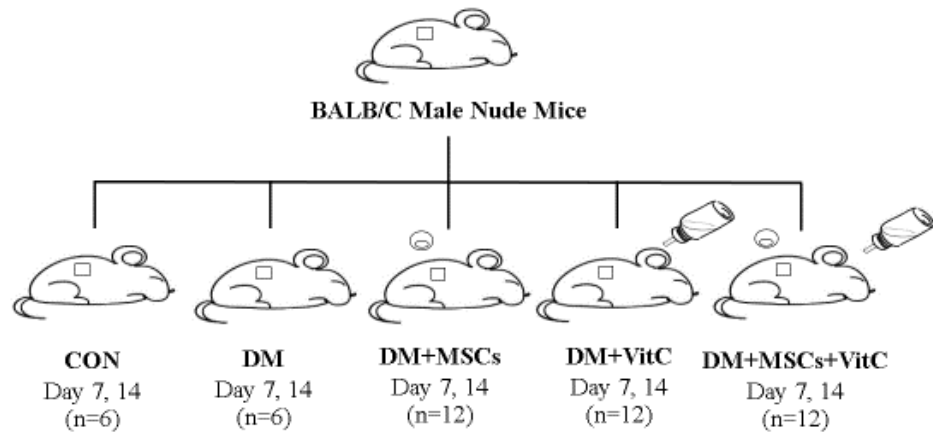 BALB/C Male Nude Mice
CON
Day 7, 14
(n=6)
DM
Day 7, 14
(n=6)
DM+MSCs
Day 7, 14
(n=12)
DM+VitC
Day 7, 14
(n=12)
DM+MSCs+VitC
Day 7, 14
(n=12)